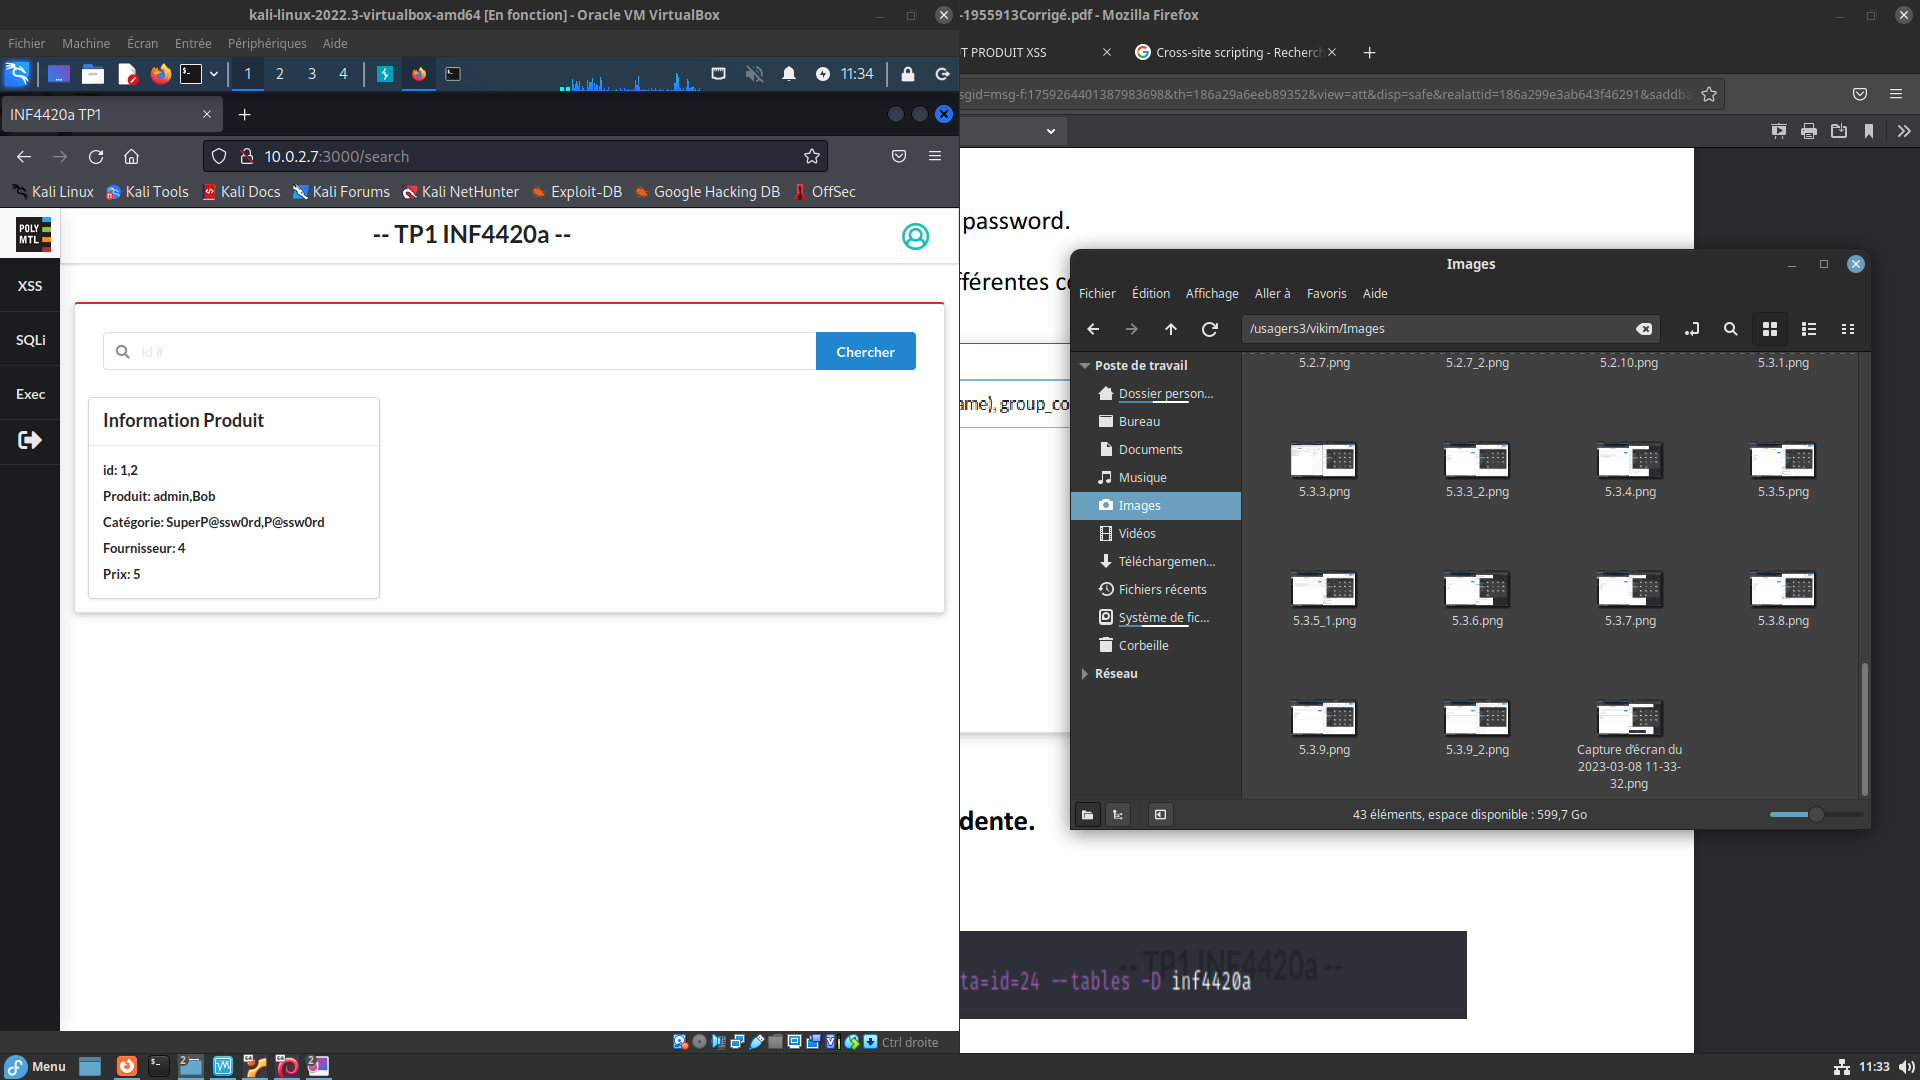 kali-linux-2022.3-virtualbox-amd64 [En fonction] - Oracle VM VirtualBox
-1955913Corrigé.pdf - Mozilla Firefox
Fichier Machine Écran Entrée Périphériques Aide
T PRODUIT XSS
Cross-site scripting - Recherch
1 2 3 4
11:34
sgid=msg-f:1759264401387983698&th=186a29a6eeb89352&view=att&disp=safe&realattid=186a299e3ab643f46291&saddba
INF4420a TP1
10.0.2.7:3000/search
Kali Linux Kali Tools Kali Docs Kali Forums Kali NetHunter Exploit-DB Google Hacking DB OffSec
POLY
MTL
-- TP1 INF4420a --
XSS
SQLi
Exec
id #
Chercher
Information Produit
id: 1,2
Produit: admin,Bob
Catégorie: SuperP@ssw0rd,P@ssw0rd
Fournisseur: 4
Prix: 5
password.
fférentes c
ame), group_co
dente.
-- TP1 INF4420a --
ta=id=24 --tables -D inf4420a
Images
Fichier Édition Affichage Aller à Favoris Aide
/usagers3/vikim/Images
Poste de travail
Dossier person...
Bureau
Documents
Musique
Images
Vidéos
Téléchargemen...
Fichiers récents
Système de fic...
Corbeille
Réseau
5.2.7.png 5.2.7_2.png 5.2.10.png 5.3.1.png
5.3.3.png 5.3.3_2.png 5.3.4.png 5.3.5.png
5.3.5_1.png 5.3.6.png 5.3.7.png 5.3.8.png
5.3.9.png 5.3.9_2.png Capture d'écran du
2023-03-08 11-33-
32.png
43 éléments, espace disponible : 599,7 Go
Ctrl droite
Menu
2
2
11:33